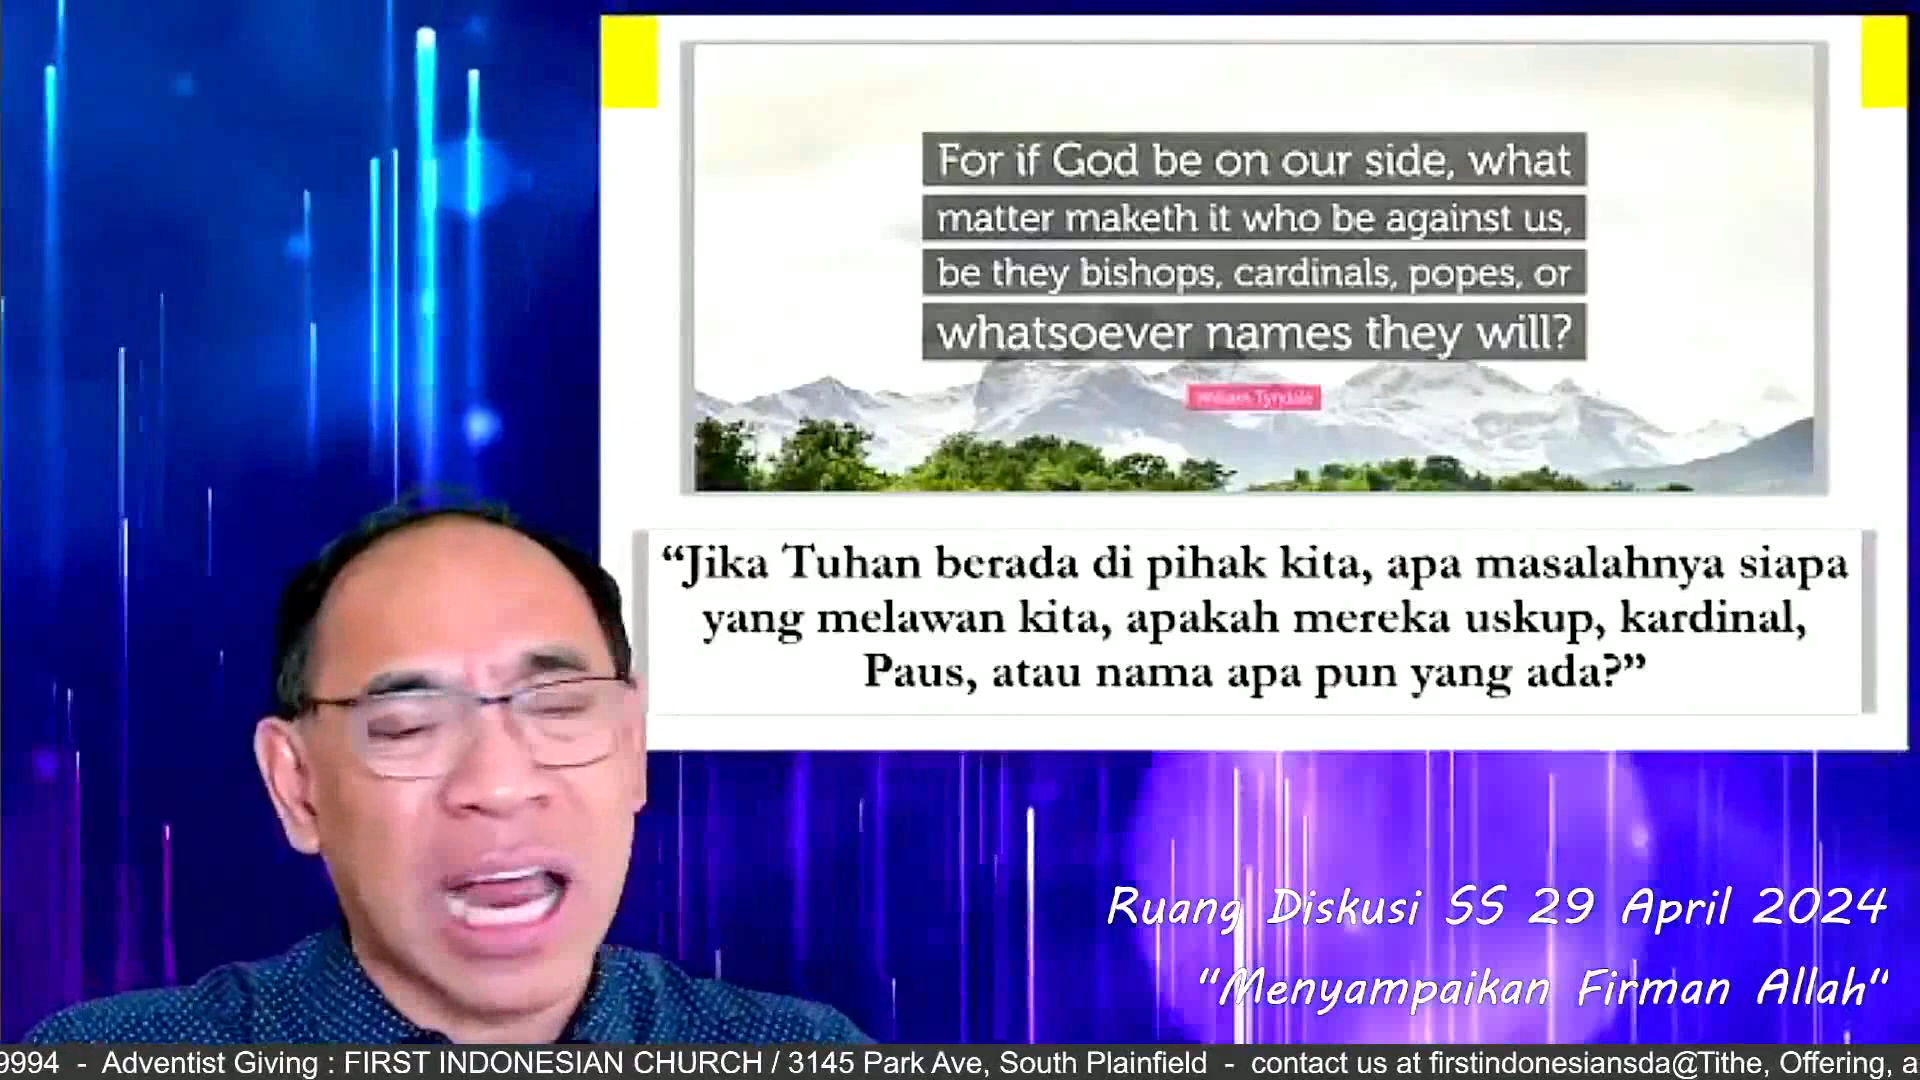 For if God be on our side, what
matter maketh it who be against us,
be they bishops, cardinals, popes, or
whatsoever names they will?
William Tyndale
“Jika Tuhan berada di pihak kita, apa masalahnya siapa
yang melawan kita, apakah mereka uskup, kardinal,
Paus, atau nama apa pun yang ada?”
Ruang Diskusi SS 29 April 2024
“Menyampaikan Firman Allah“
9994 - Adventist Giving : FIRST INDONESIAN CHURCH / 3145 Park Ave, South Plainfield - contact us at firstindonesiansda@Tithe, Offering, a